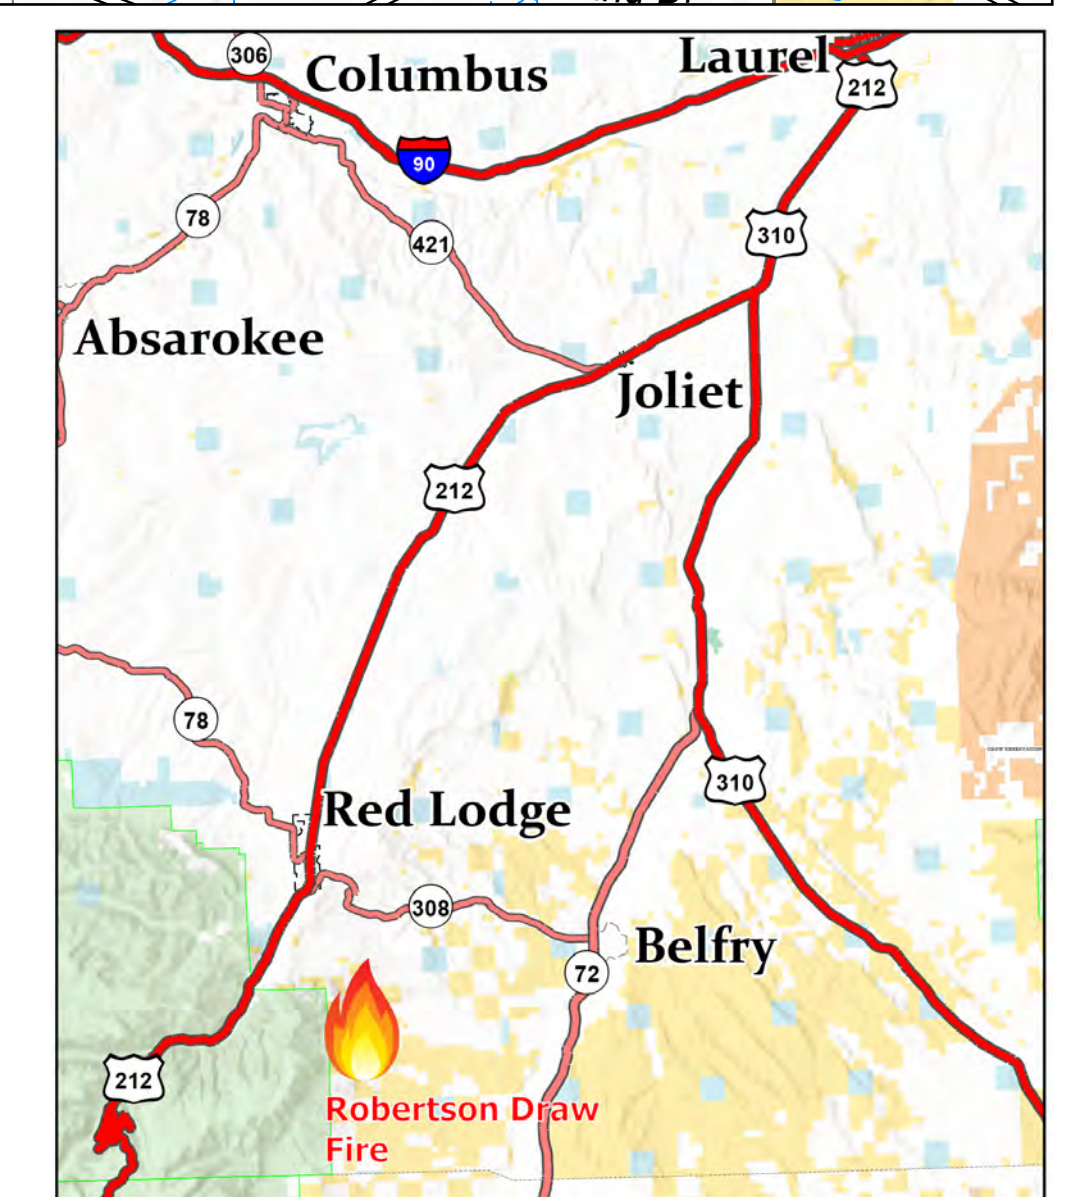 306
Columbus
Laurel
212
90
78
421
310
Absarokee
Joliet
212
78
310
Red Lodge
308
Belfry
72
212
Robertson Draw
Fire